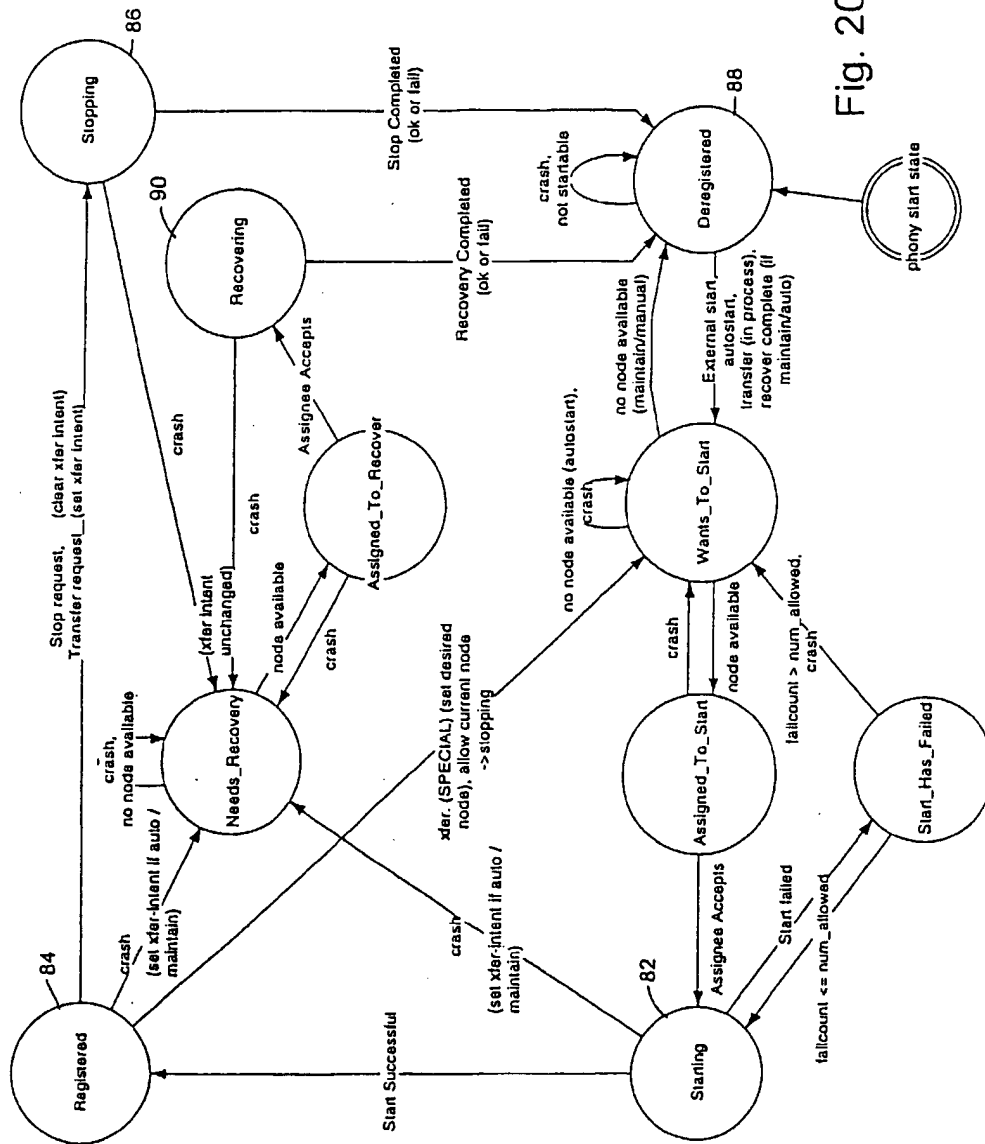 Stopping
86
Stop request,   (clear xfer intent)
Transfer request (set xfer intent)
crash
90
Recovering
Stop Completed
(ok or fail)
crash
Assignee Accepts
Recovery Completed
(ok or fail)
crash,
not startable
Deregistered
88
phony start state
Fig. 20
84
Registered
crash
(set xfer-intent if auto /
maintain)
crash,
no node available
Needs_Recovery
(xfer intent
unchanged)
node available
crash
Assigned_To_Recover
xfer. (SPECIAL) (set desired
node), allow current node
->stopping
no node available (autostart),
crash
no node available
(maintain/manual)
External start,
autostart,
transfer (in process),
recover complete (if
maintain/auto)
Wants_To_Start
crash
node available
Assigned_To_Start
crash
(set xfer-intent if auto /
maintain)
Start Successful
82
Starting
Assignee Accepts
Start failed
failcount <= num_allowed
failcount > num_allowed,
crash
Start_Has_Failed